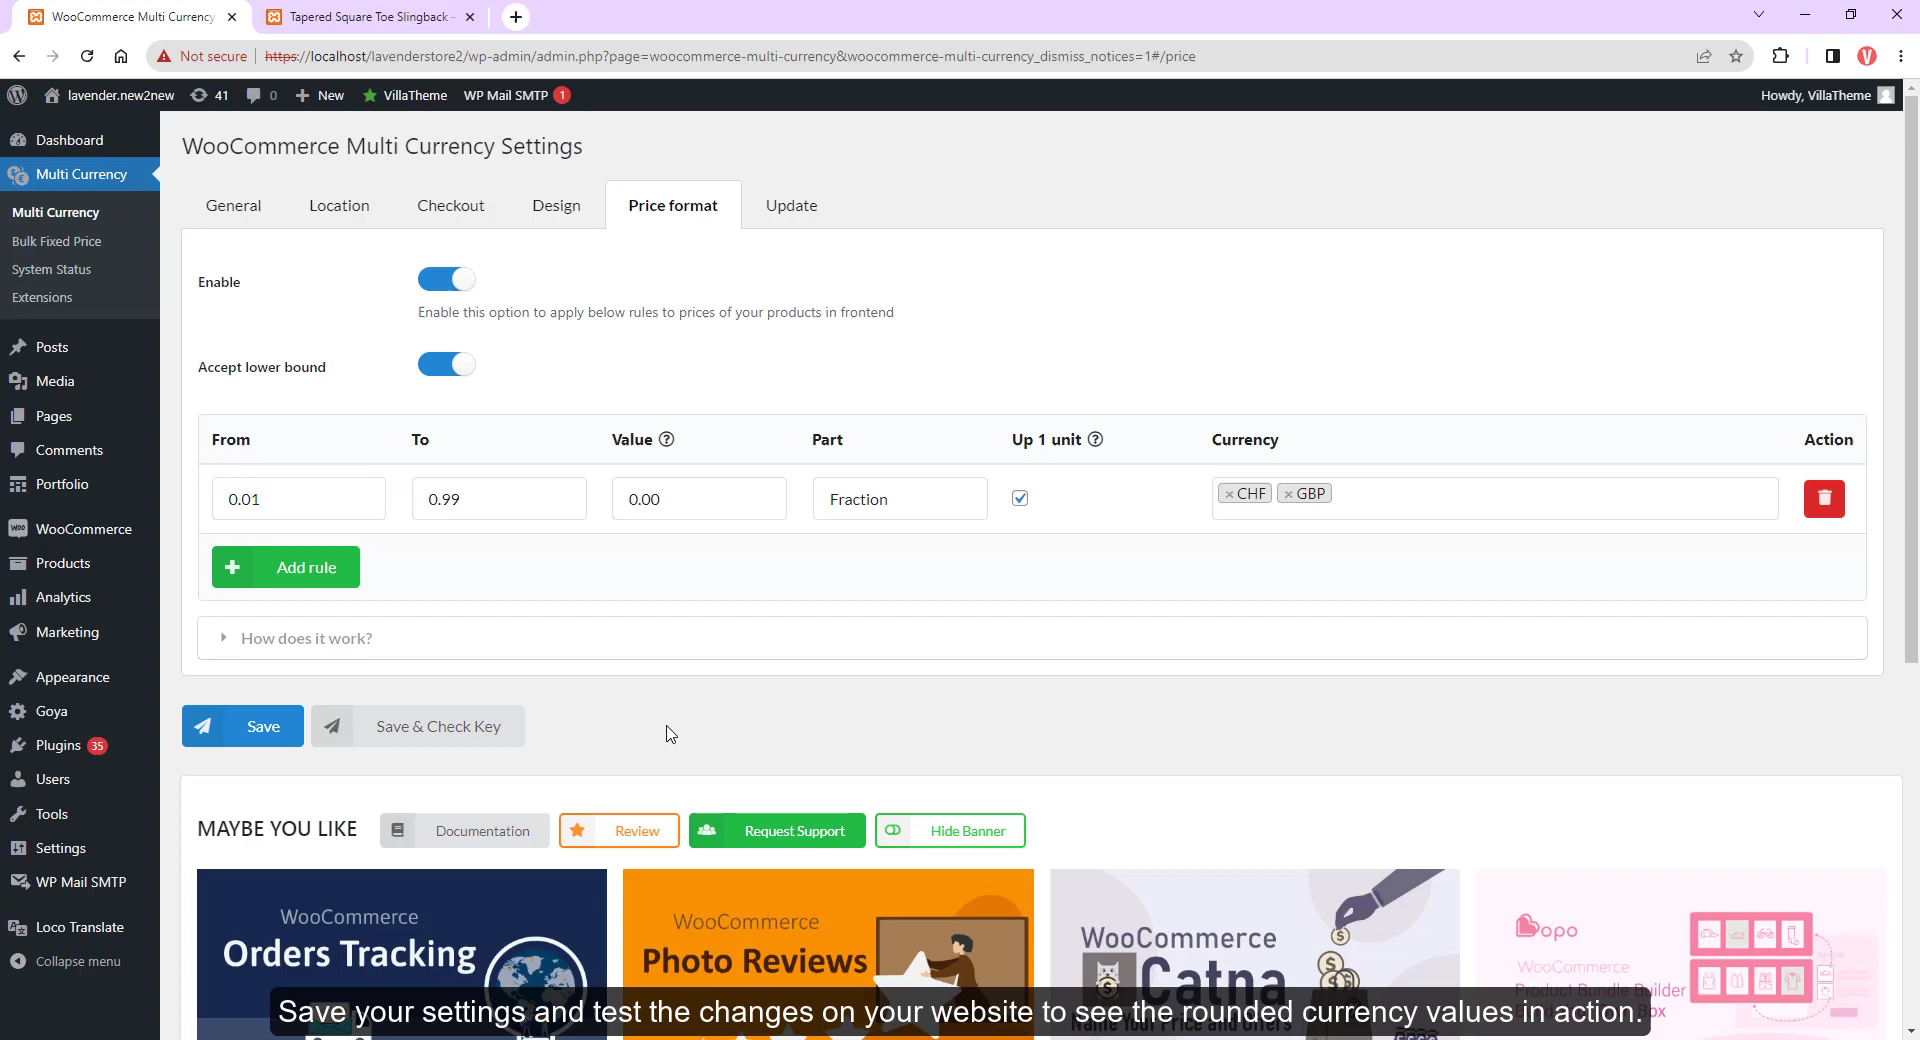 WooCommerce Multi Currency
Tapered Square Toe Slingback –
Not secure
https://localhost/lavenderstore2/wp-admin/admin.php?page=woocommerce-multi-currency&woocommerce-multi-currency_dismiss_notices=1#/price
lavender.new2new
41
0
New
VillaTheme
WP Mail SMTP 1
Howdy, VillaTheme
Dashboard
Multi Currency
Multi Currency
Bulk Fixed Price
System Status
Extensions
Posts
Media
Pages
Comments
Portfolio
WooCommerce
Products
Analytics
Marketing
Appearance
Goya
Plugins 35
Users
Tools
Settings
WP Mail SMTP
Loco Translate
Collapse menu
WooCommerce Multi Currency Settings
General Location Checkout Design Price format Update
Enable
Enable this option to apply below rules to prices of your products in frontend
Accept lower bound
From To Value Part Up 1 unit Currency Action
0.01 0.99 0.00 Fraction × CHF × GBP
Add rule
How does it work?
Save Save & Check Key
MAYBE YOU LIKE Documentation Review Request Support Hide Banner
WooCommerce
Orders Tracking
WooCommerce
Photo Reviews
WooCommerce
Catna
Name Your Price and Offers
Bopo
WooCommerce
Product Bundle Builder
Save your settings and test the changes on your website to see the rounded currency values in action.